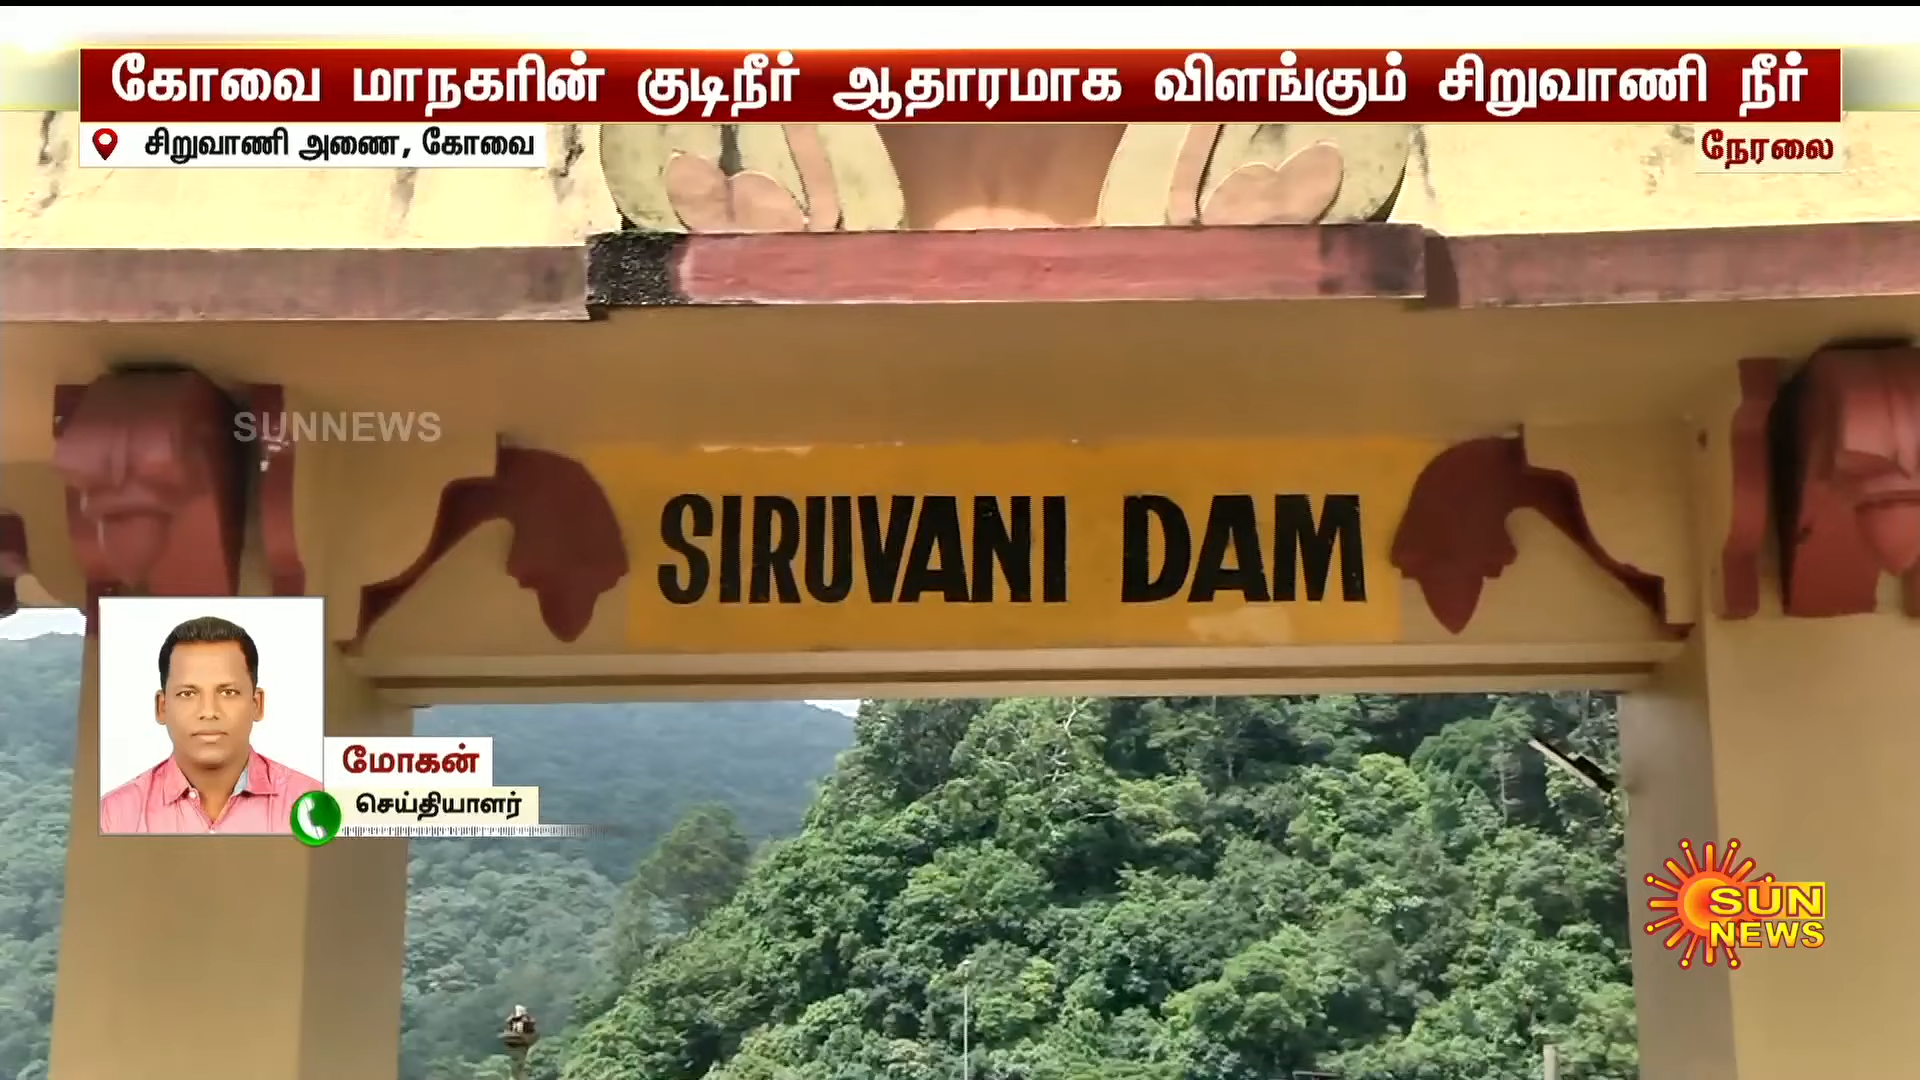 கோவை மாநகரின் குடிநீர் ஆதாரமாக விளங்கும் சிறுவாணி நீர்
சிறுவாணி அணை, கோவை
நேரலை
SUNNEWS
SIRUVANI DAM
மோகன்
செய்தியாளர்
SUN
NEWS